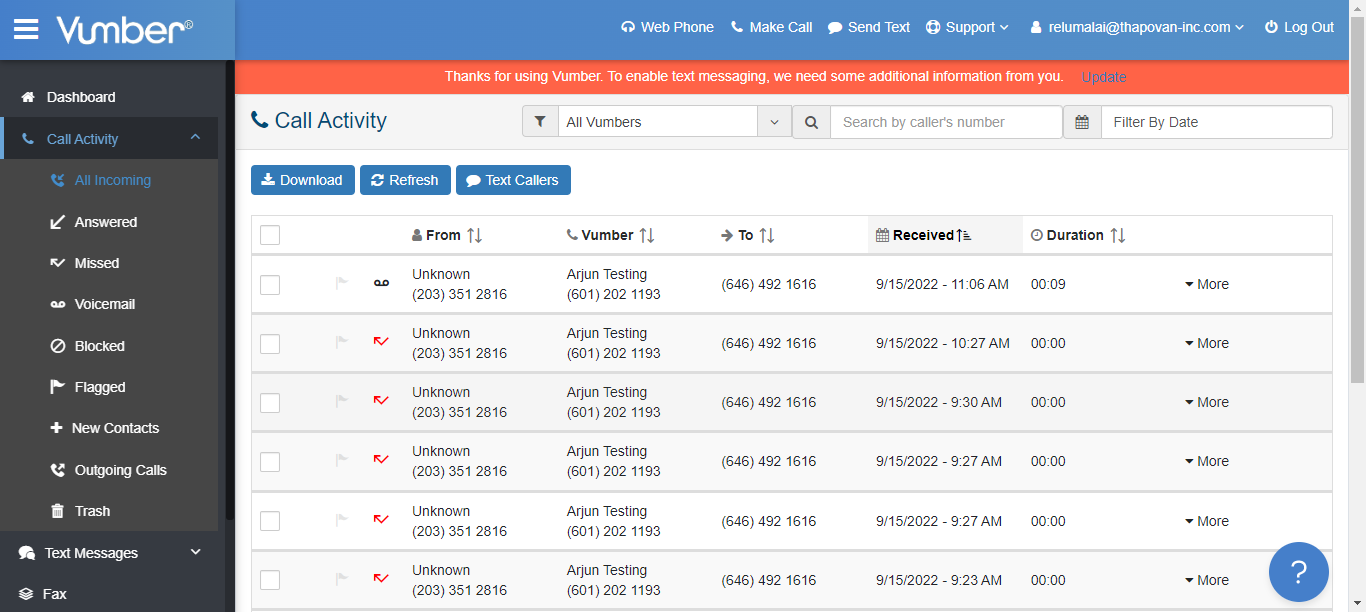 Vumber®
Web Phone Make Call Send Text Support relumalai@thapovan-inc.com Log Out
Thanks for using Vumber. To enable text messaging, we need some additional information from you. Update
Dashboard
Call Activity
All Incoming
Answered
Missed
Voicemail
Blocked
Flagged
New Contacts
Outgoing Calls
Trash
Text Messages
Fax
Call Activity
All Vumbers
Search by caller's number
Filter By Date
Download Refresh Text Callers
From Vumber To Received Duration
Unknown Arjun Testing
(203) 351 2816 (601) 202 1193 (646) 492 1616 9/15/2022 - 11:06 AM 00:09 More
Unknown Arjun Testing
(203) 351 2816 (601) 202 1193 (646) 492 1616 9/15/2022 - 10:27 AM 00:00 More
Unknown Arjun Testing
(203) 351 2816 (601) 202 1193 (646) 492 1616 9/15/2022 - 9:30 AM 00:00 More
Unknown Arjun Testing
(203) 351 2816 (601) 202 1193 (646) 492 1616 9/15/2022 - 9:27 AM 00:00 More
Unknown Arjun Testing
(203) 351 2816 (601) 202 1193 (646) 492 1616 9/15/2022 - 9:27 AM 00:00 More
Unknown Arjun Testing
(203) 351 2816 (601) 202 1193 (646) 492 1616 9/15/2022 - 9:23 AM 00:00 More
?